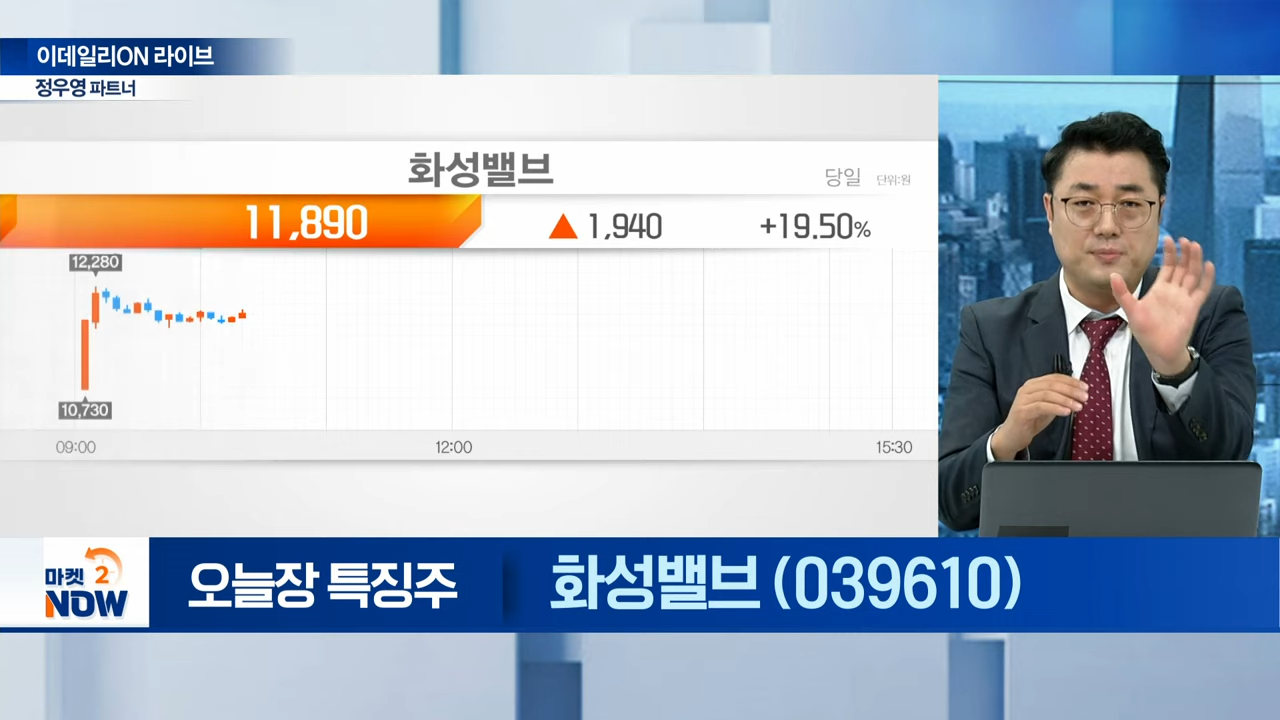 이데일리ON 라이브
정우영 파트너
화성밸브
당일 단위:원
11,890 ▲ 1,940 +19.50%
12,280
10,730
09:00 12:00 15:30
마켓 2
NOW
오늘장 특징주 화성밸브 (039610)